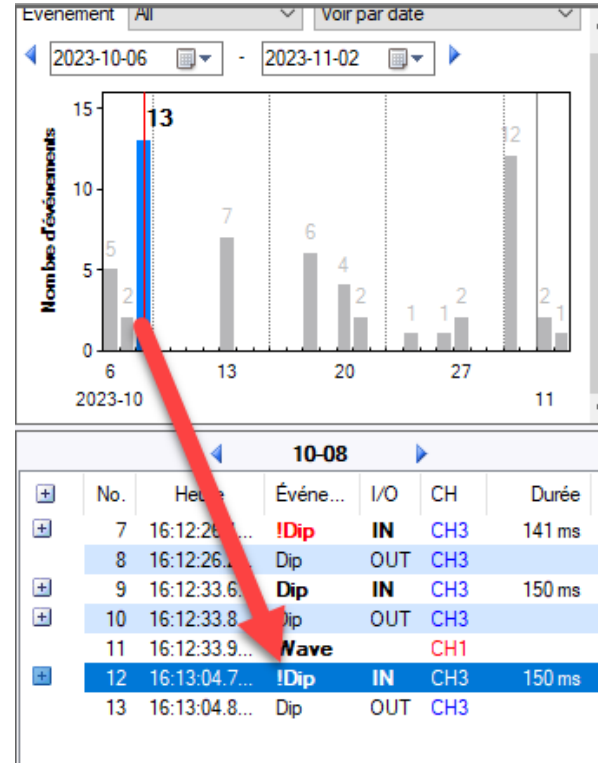 Evénement All Voir par date
2023-10-06 - 2023-11-02
Nombre d'événements
15
10
5
0
5 2 13 7 6 4 2 1 1 2 12 2 1
6 13 20 27
2023-10 11
10-08
No. Heure Événe... I/O CH Durée
7 16:12:26. ... !Dip IN CH3 141 ms
8 16:12:26. ... Dip OUT CH3
9 16:12:33.6... Dip IN CH3 150 ms
10 16:12:33.8... Dip OUT CH3
11 16:12:33.9... Wave CH1
12 16:13:04.7... !Dip IN CH3 150 ms
13 16:13:04.8... Dip OUT CH3